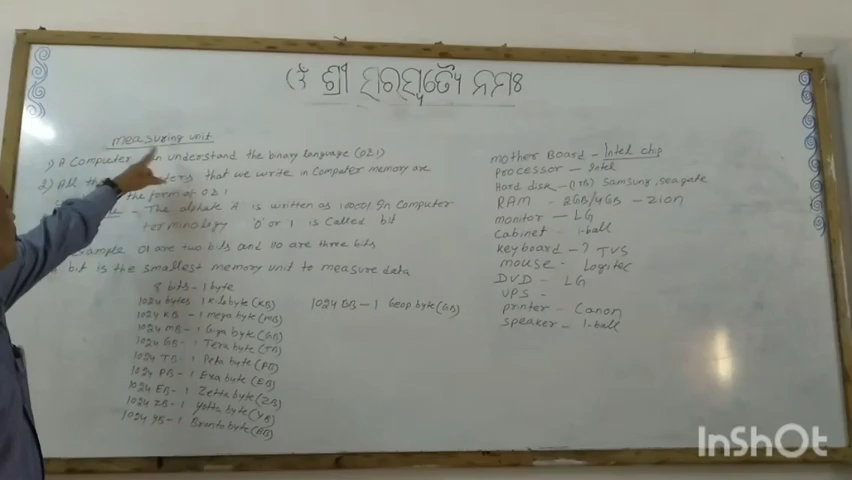 ଓଁ ଶ୍ରୀ ସରସ୍ୱତ୍ୟୈ ନମଃ
measuring unit
1) A Computer understand the binary language (0&1)
2) All the that we write in Computer memory are
the form of 0&1
The alphate A is written as 100001 In Computer
terminology '0' or 1 is Called bit
Example 01 are two bits and 110 are three bits
bit is the smallest memory unit to measure data
8 bits - 1 byte
1024 bytes 1 Kilobyte (KB)
1024 KB - 1 mega byte (MB)
1024 MB - 1 Giga byte (GB)
1024 GB - 1 Tera byte (TB)
1024 TB - 1 Peta byte (PB)
1024 PB - 1 Exa byte (EB)
1024 EB - 1 Zetta byte (ZB)
1024 ZB - 1 Yotta byte (YB)
1024 YB - 1 Bronto byte (BB)
1024 BB - 1 Geop byte (GB)
mother Board - Intel chip
Processor - Intel
Hard disk - (1TB) Samsung, seagate
RAM - 2GB/4GB - Zion
monitor - LG
Cabinet - i-ball
keyboard - ? TVS
mouse - Logitec
DVD - LG
UPS -
printer - Canon
speaker - i-ball
InShOt